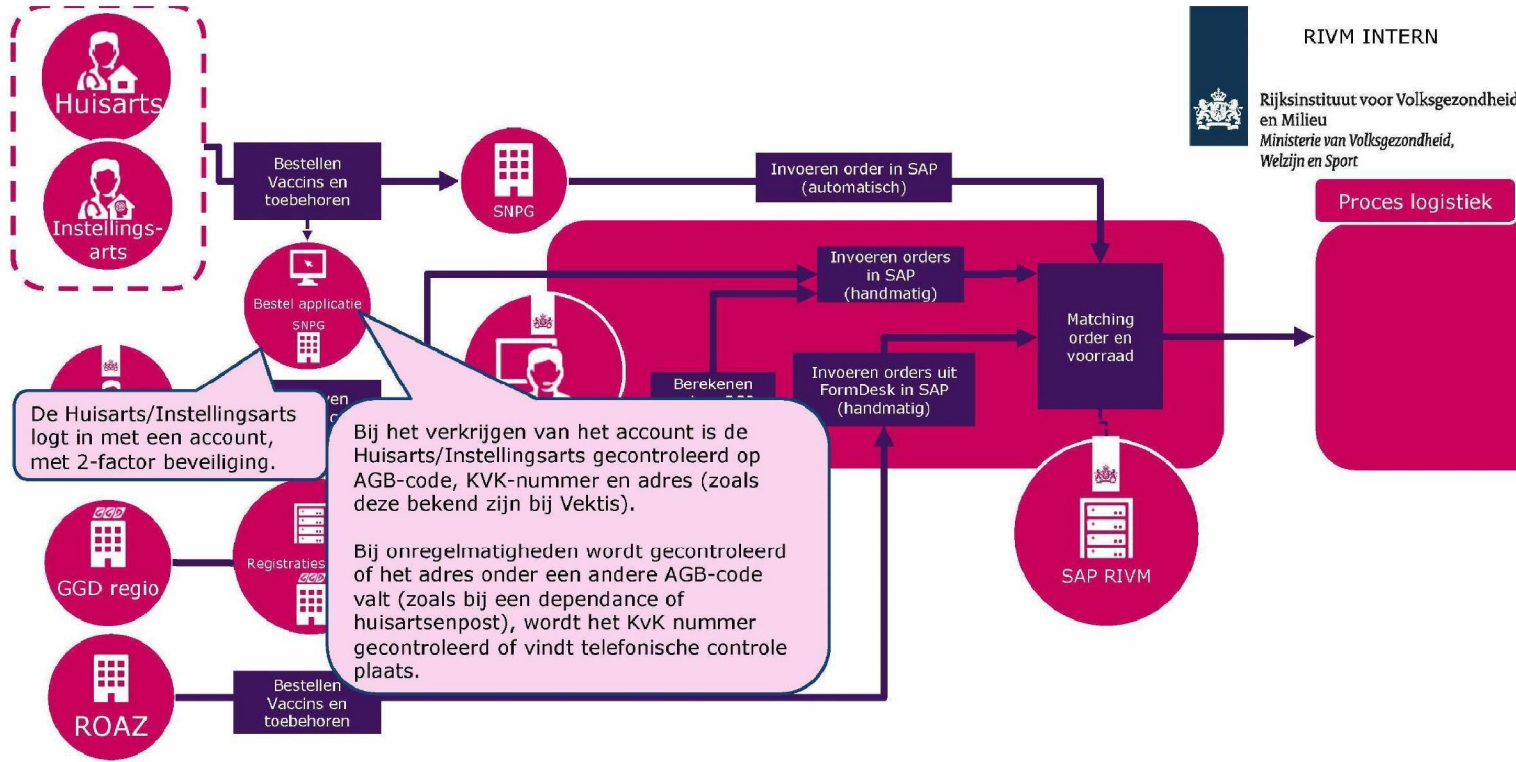 RIVM INTERN
Rijksinstituut voor Volksgezondheid
en Milieu
Ministerie van Volksgezondheid,
Welzijn en Sport
Huisarts
Instellings-
arts
Bestellen
Vaccins en
toebehoren
SNPG
Invoeren order in SAP
(automatisch)
Proces logistiek
Bestel applicatie
SNPG
Invoeren orders
in SAP
(handmatig)
Matching
order en
voorraad
Berekenen
Invoeren orders uit
FormDesk in SAP
(handmatig)
De Huisarts/Instellingsarts
logt in met een account,
met 2-factor beveiliging.
Bij het verkrijgen van het account is de
Huisarts/Instellingsarts gecontroleerd op
AGB-code, KVK-nummer en adres (zoals
deze bekend zijn bij Vektis).
Bij onregelmatigheden wordt gecontroleerd
of het adres onder een andere AGB-code
valt (zoals bij een dependance of
huisartsenpost), wordt het KvK nummer
gecontroleerd of vindt telefonische controle
plaats.
GGD
GGD regio
Registraties
GGD
SAP RIVM
ROAZ
Bestellen
Vaccins en
toebehoren